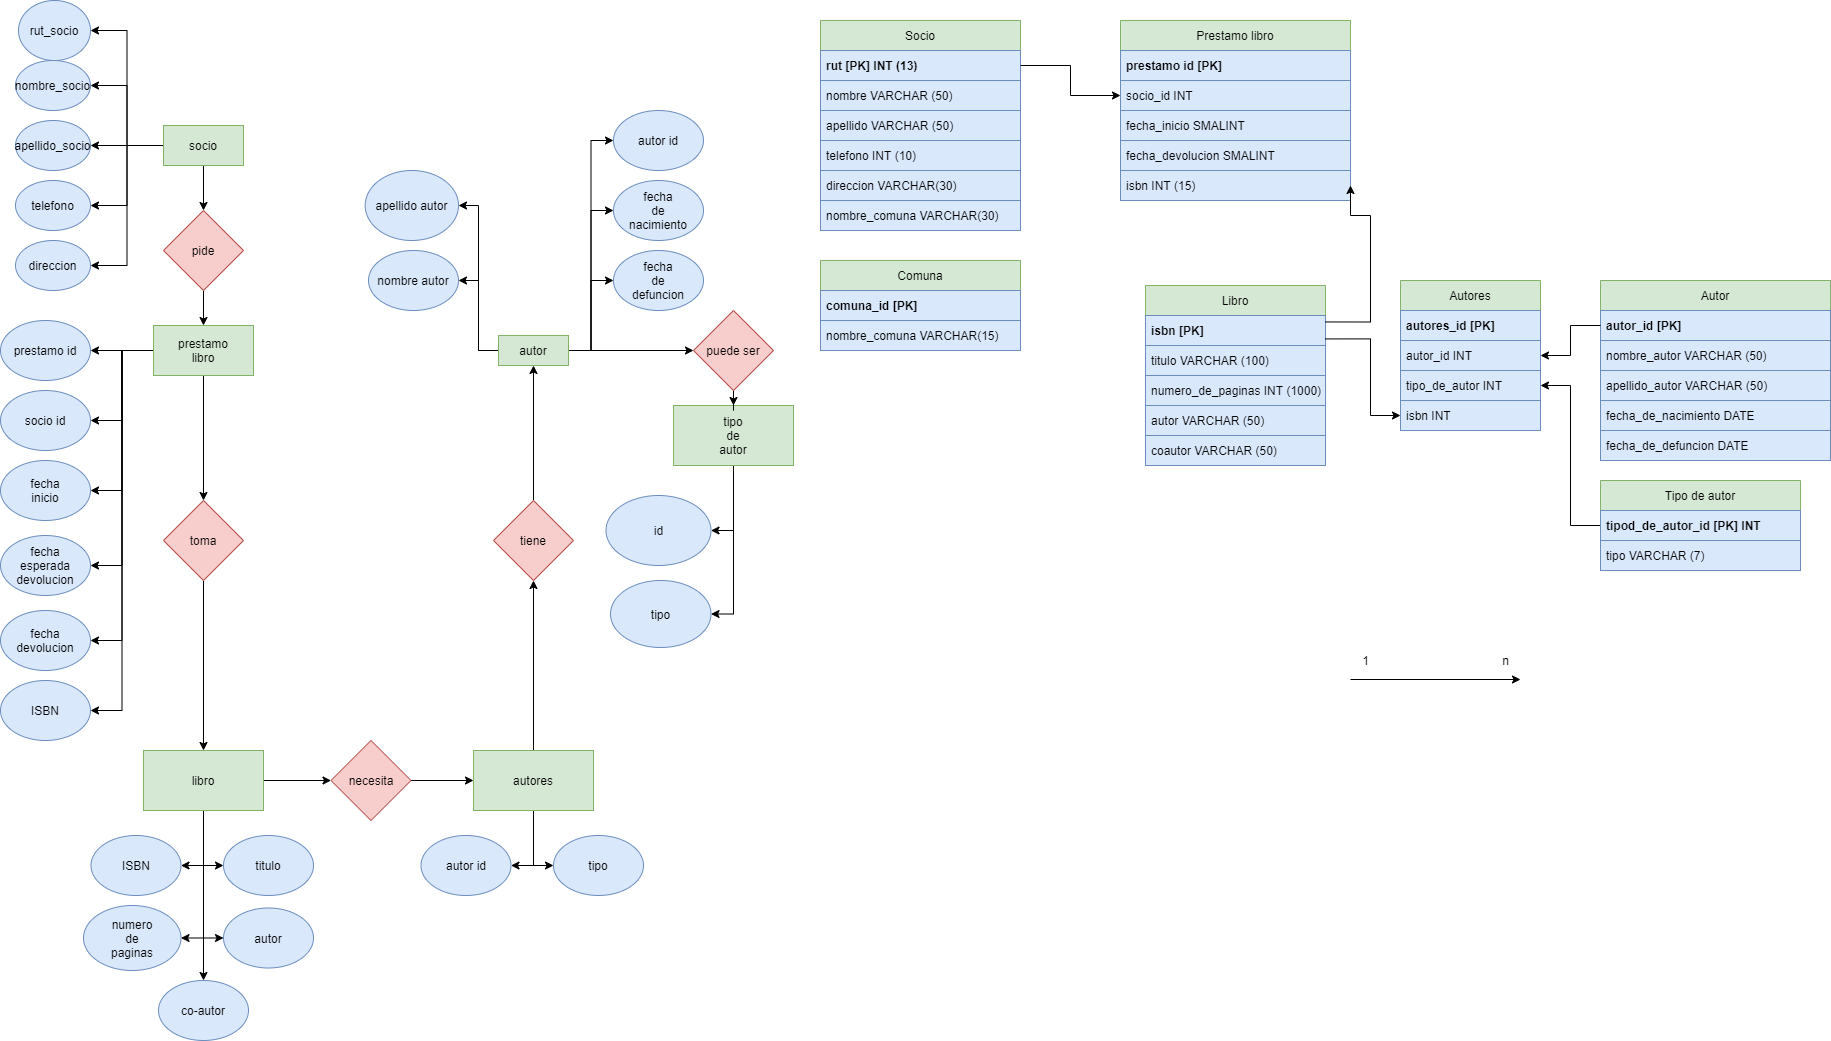 rut_socio
nombre_socio
apellido_socio
telefono
direccion
socio
pide
prestamo
libro
prestamo id
socio id
fecha
inicio
fecha
esperada
devolucion
fecha
devolucion
ISBN
toma
libro
necesita
autores
ISBN
titulo
numero
de
paginas
autor
co-autor
autor id
tipo
tiene
autor
apellido autor
nombre autor
autor id
fecha
de
nacimiento
fecha
de
defuncion
puede ser
tipo
de
autor
id
tipo
Socio
rut [PK] INT (13)
nombre VARCHAR (50)
apellido VARCHAR (50)
telefono INT (10)
direccion VARCHAR(30)
nombre_comuna VARCHAR(30)
Comuna
comuna_id [PK]
nombre_comuna VARCHAR(15)
Prestamo libro
prestamo id [PK]
socio_id INT
fecha_inicio SMALINT
fecha_devolucion SMALINT
isbn INT (15)
Libro
isbn [PK]
titulo VARCHAR (100)
numero_de_paginas INT (1000)
autor VARCHAR (50)
coautor VARCHAR (50)
Autores
autores_id [PK]
autor_id INT
tipo_de_autor INT
isbn INT
Autor
autor_id [PK]
nombre_autor VARCHAR (50)
apellido_autor VARCHAR (50)
fecha_de_nacimiento DATE
fecha_de_defuncion DATE
Tipo de autor
tipod_de_autor_id [PK] INT
tipo VARCHAR (7)
1 n